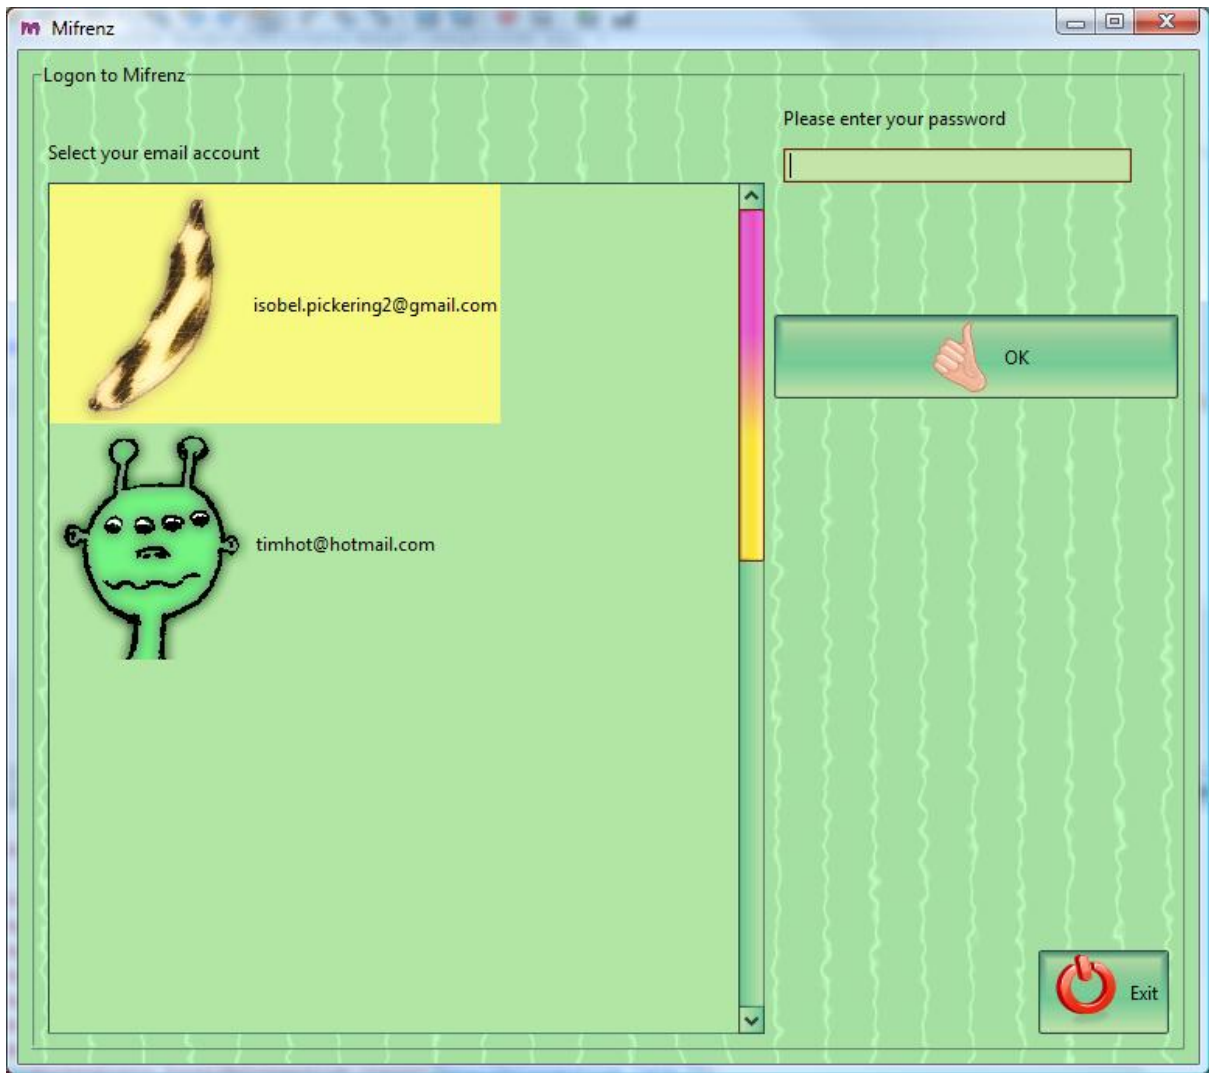 Mifrenz
Logon to Mifrenz
Please enter your password
Select your email account
isobel.pickering2@gmail.com
OK
timhot@hotmail.com
Exit